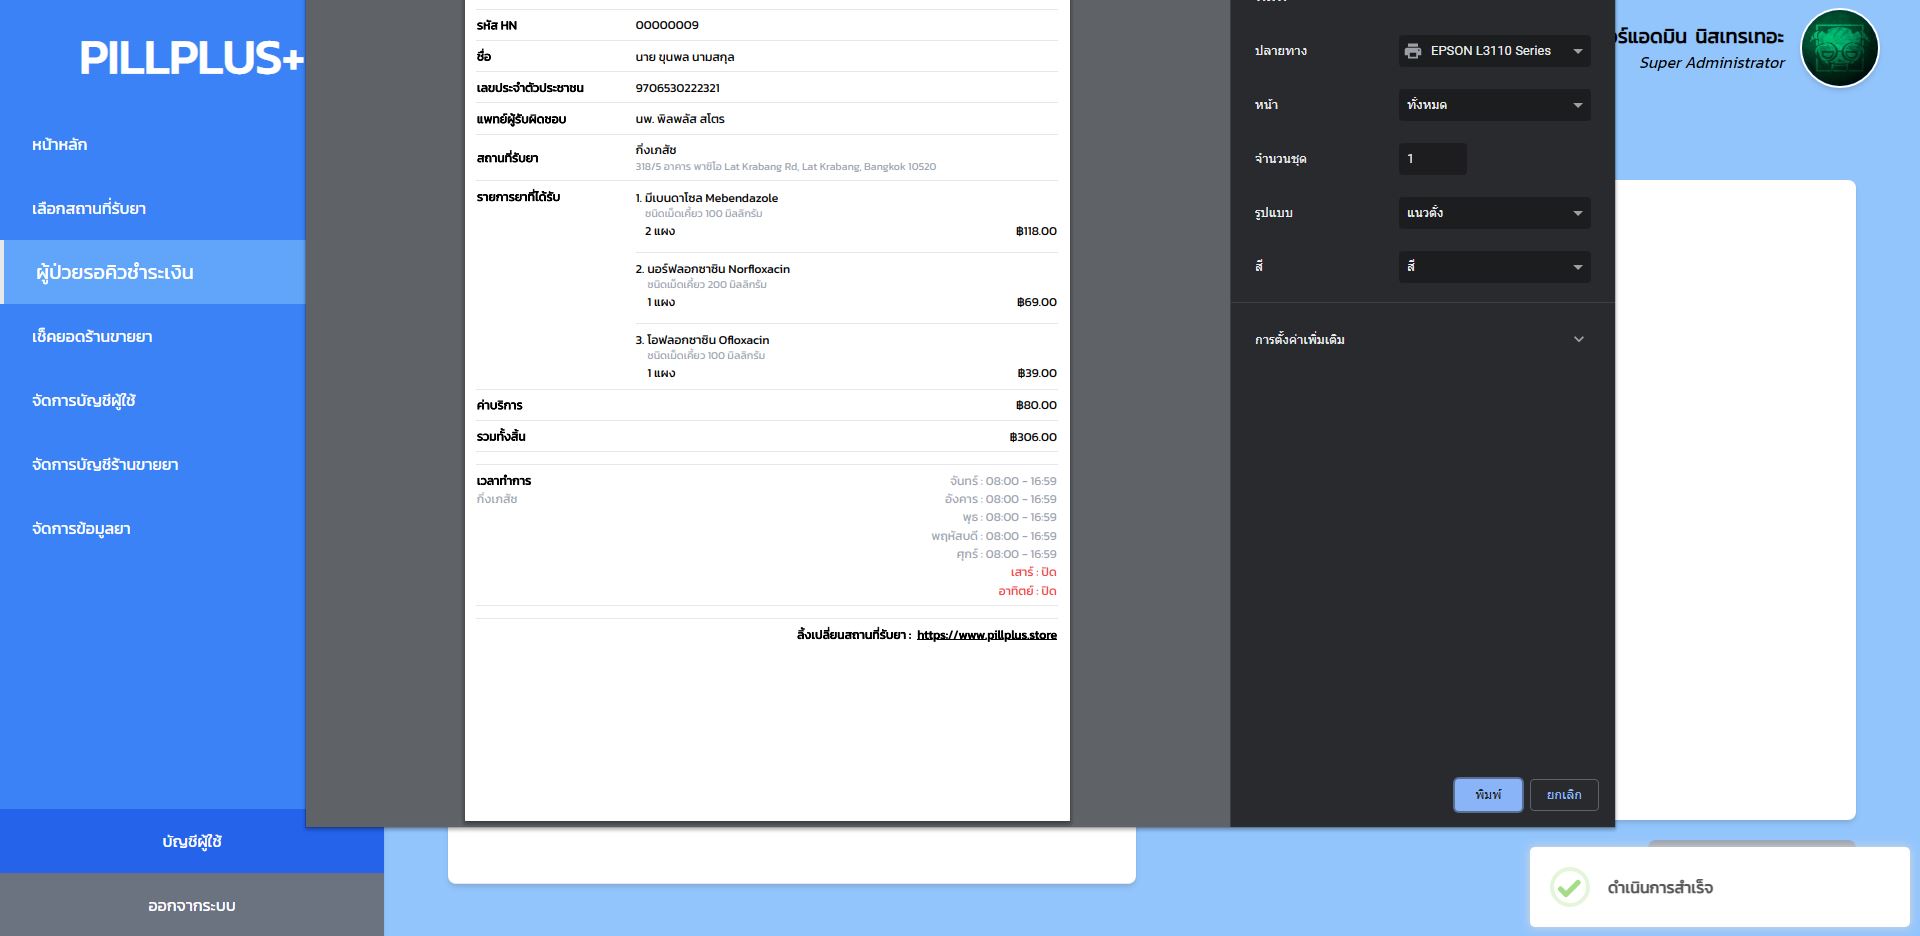 PILLPLUS+
หน้าหลัก
เลือกสถานที่รับยา
ผู้ป่วยรอคิวชำระเงิน
เช็คยอดร้านขายยา
จัดการบัญชีผู้ใช้
จัดการบัญชีร้านขายยา
จัดการข้อมูลยา
บัญชีผู้ใช้
ออกจากระบบ
รหัส HN 00000009
ชื่อ นาย ขุนพล นามสกุล
เลขประจำตัวประชาชน 9706530222321
แพทย์ผู้รับผิดชอบ นพ. พิลพลัส สโตร
สถานที่รับยา กิ่งเภสัช
318/5 อาคาร พาซิโอ Lat Krabang Rd, Lat Krabang, Bangkok 10520
รายการยาที่ได้รับ 1. มีเบนดาโซล Mebendazole
ชนิดเม็ดเคี้ยว 100 มิลลิกรัม
2 แผง ฿118.00
2. นอร์ฟลอกซาซิน Norfloxacin
ชนิดเม็ดเคี้ยว 200 มิลลิกรัม
1 แผง ฿69.00
3. โอฟลอกซาซิน Ofloxacin
ชนิดเม็ดเคี้ยว 100 มิลลิกรัม
1 แผง ฿39.00
ค่าบริการ ฿80.00
รวมทั้งสิ้น ฿306.00
เวลาทำการ จันทร์ : 08:00 - 16:59
กิ่งเภสัช อังคาร : 08:00 - 16:59
พุธ : 08:00 - 16:59
พฤหัสบดี : 08:00 - 16:59
ศุกร์ : 08:00 - 16:59
เสาร์ : ปิด
อาทิตย์ : ปิด
ลิ้งเปลี่ยนสถานที่รับยา : https://www.pillplus.store
ปลายทาง EPSON L3110 Series
หน้า ทั้งหมด
จำนวนชุด 1
รูปแบบ แนวตั้ง
สี สี
การตั้งค่าเพิ่มเติม
พิมพ์ ยกเลิก
ร์แอดมิน นิสเทรเทอะ
Super Administrator
ดำเนินการสำเร็จ